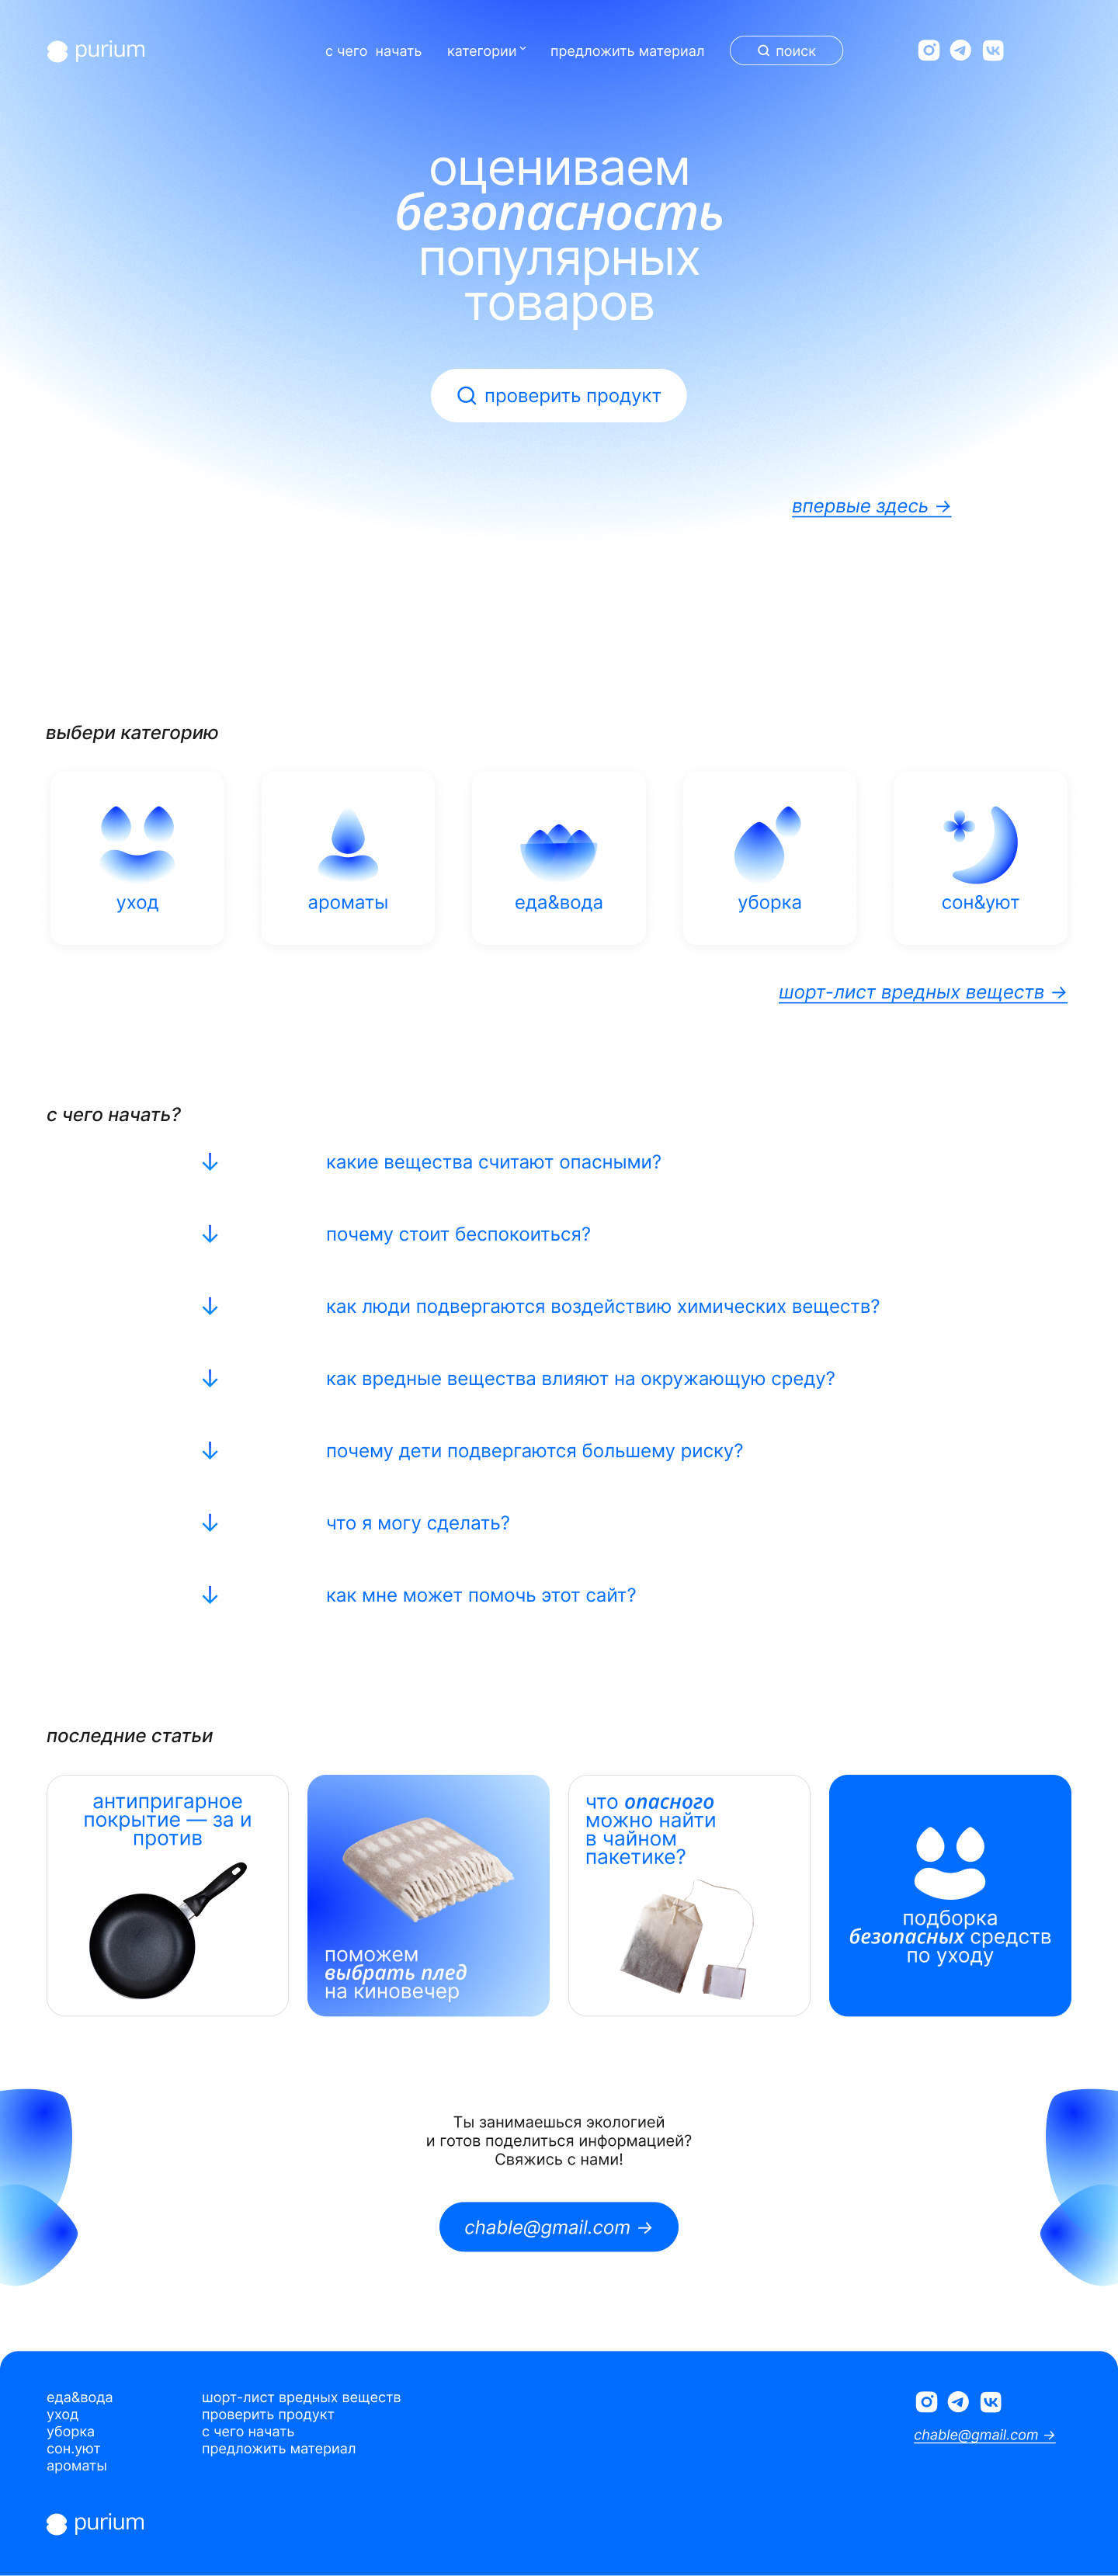 purium
с чего начать
категории
предложить материал
поиск
оцениваем
безопасность
популярных
товаров
проверить продукт
впервые здесь →
выбери категорию
уход
ароматы
еда&вода
уборка
сон&уют
шорт-лист вредных веществ →
с чего начать?
какие вещества считают опасными?
почему стоит беспокоиться?
как люди подвергаются воздействию химических веществ?
как вредные вещества влияют на окружающую среду?
почему дети подвергаются большему риску?
что я могу сделать?
как мне может помочь этот сайт?
последние статьи
антипригарное
покрытие — за и
против
поможем
выбрать плед
на киновечер
что опасного
можно найти
в чайном
пакетике?
подборка
безопасных средств
по уходу
Ты занимаешься экологией
и готов поделиться информацией?
Свяжись с нами!
chable@gmail.com →
еда&вода
уход
уборка
сон.уют
ароматы
шорт-лист вредных веществ
проверить продукт
с чего начать
предложить материал
chable@gmail.com →
purium